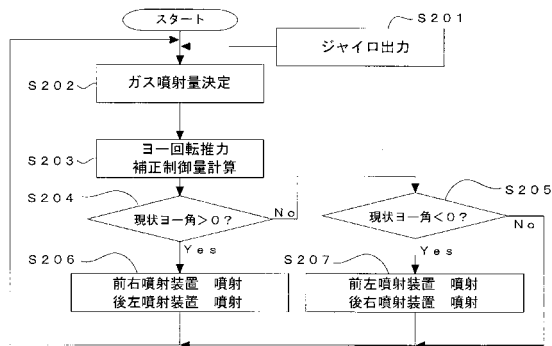 スタート
S201
ジャイロ出力
S202
ガス噴射量決定
S203
ヨー回転推力
補正制御量計算
S204
現状ヨー角>0?
No
Yes
S205
現状ヨー角<0?
No
Yes
S206
前右噴射装置 噴射
後左噴射装置 噴射
S207
前左噴射装置 噴射
後右噴射装置 噴射